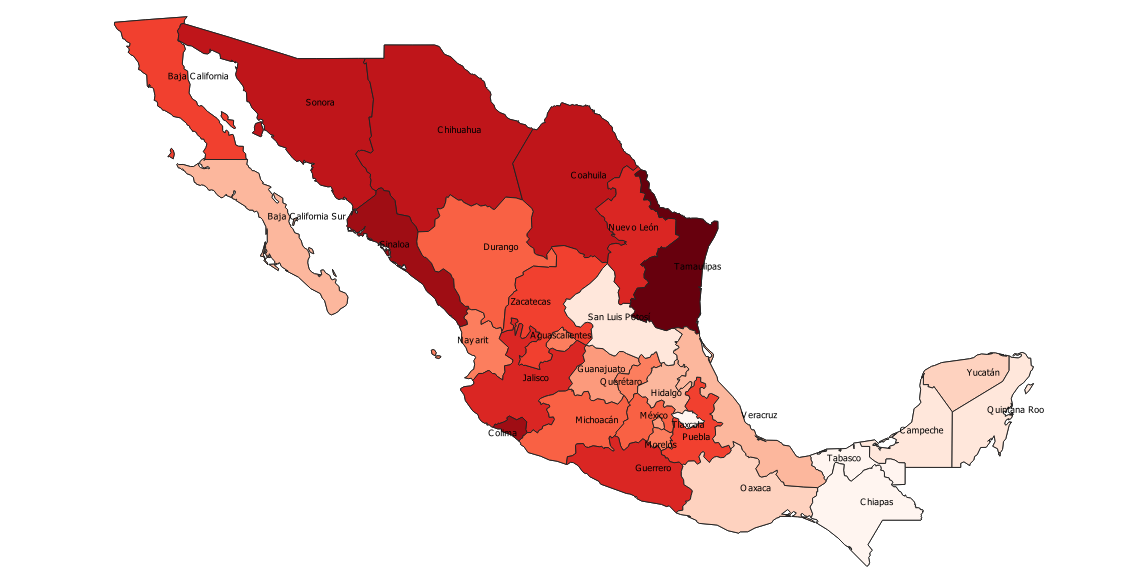 Baja California
Sonora
Chihuahua
Coahuila
Baja California Sur
Nuevo León
Sinaloa
Durango
Tamaulipas
Zacatecas
San Luis Potosí
Aguascalientes
Nayarit
Guanajuato
Jalisco
Querétaro
Hidalgo
Yucatán
Quintana Roo
Michoacán
México
Veracruz
Tlaxcala
Colima
Puebla
Campeche
Morelos
Tabasco
Guerrero
Oaxaca
Chiapas